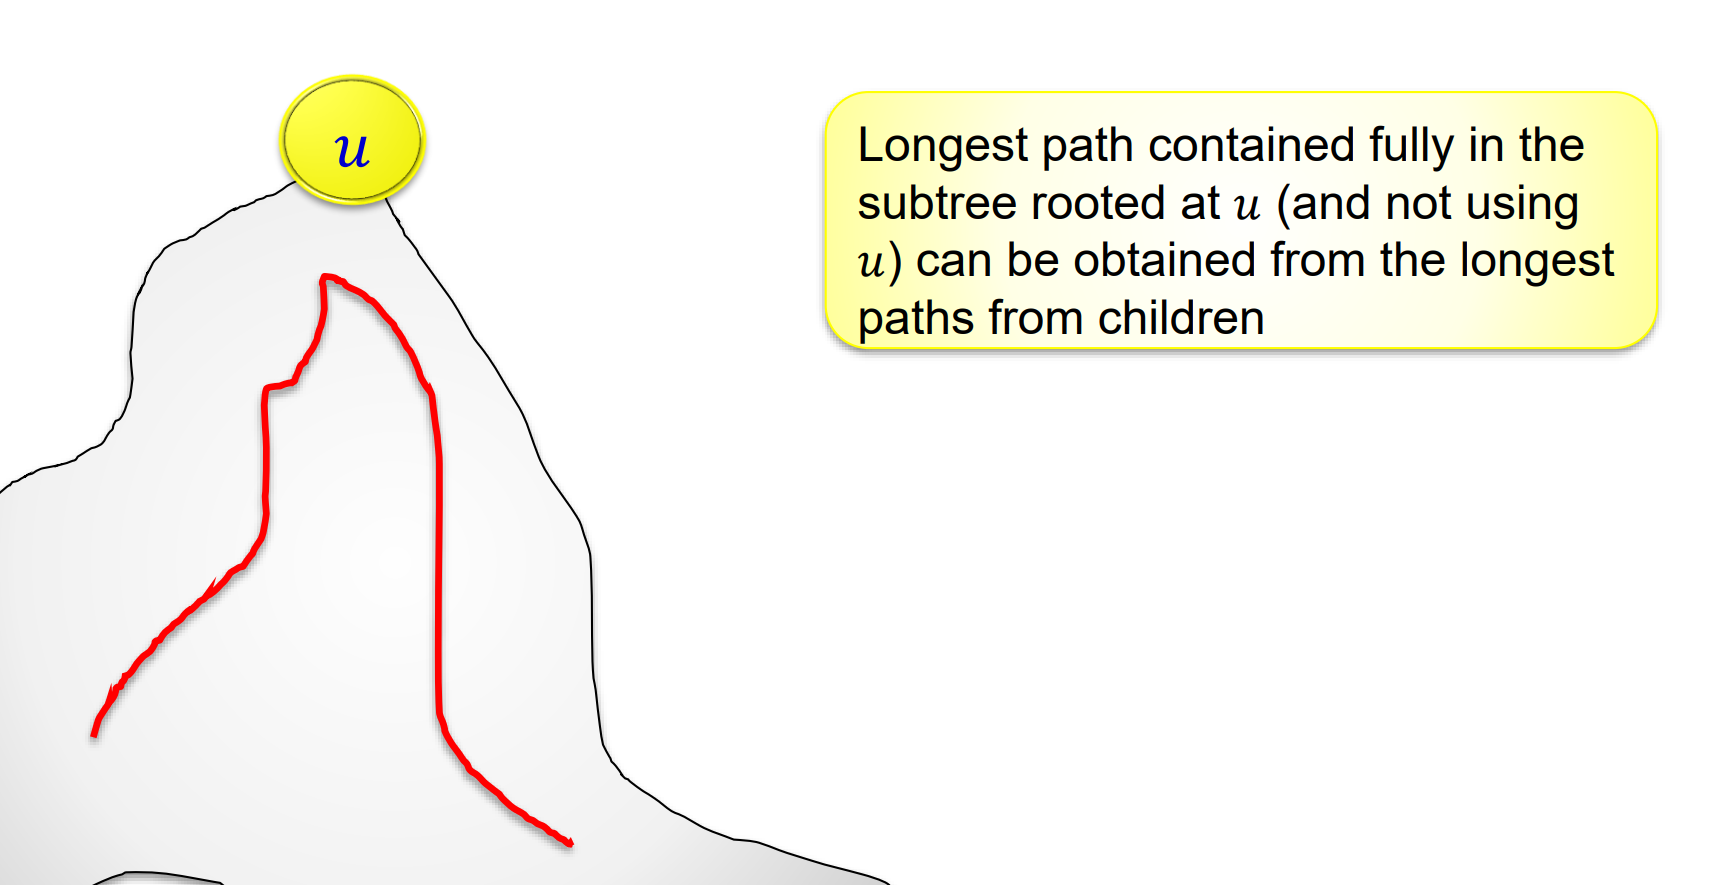 u
Longest path contained fully in the
subtree rooted at u (and not using
u) can be obtained from the longest
paths from children